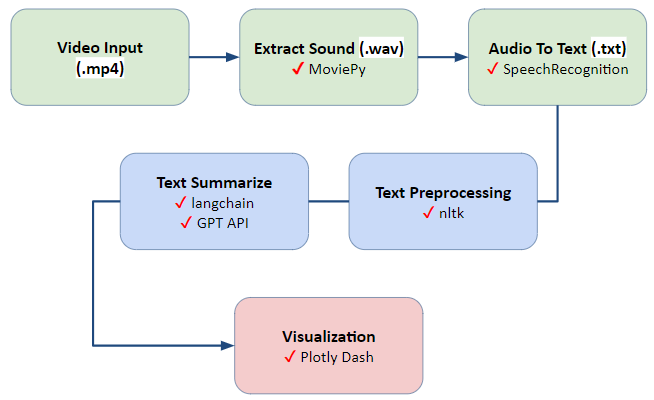 Video Input
(.mp4)
Extract Sound (.wav)
✓ MoviePy
Audio To Text (.txt)
✓ SpeechRecognition
Text Preprocessing
✓ nltk
Text Summarize
✓ langchain
✓ GPT API
Visualization
✓ Plotly Dash